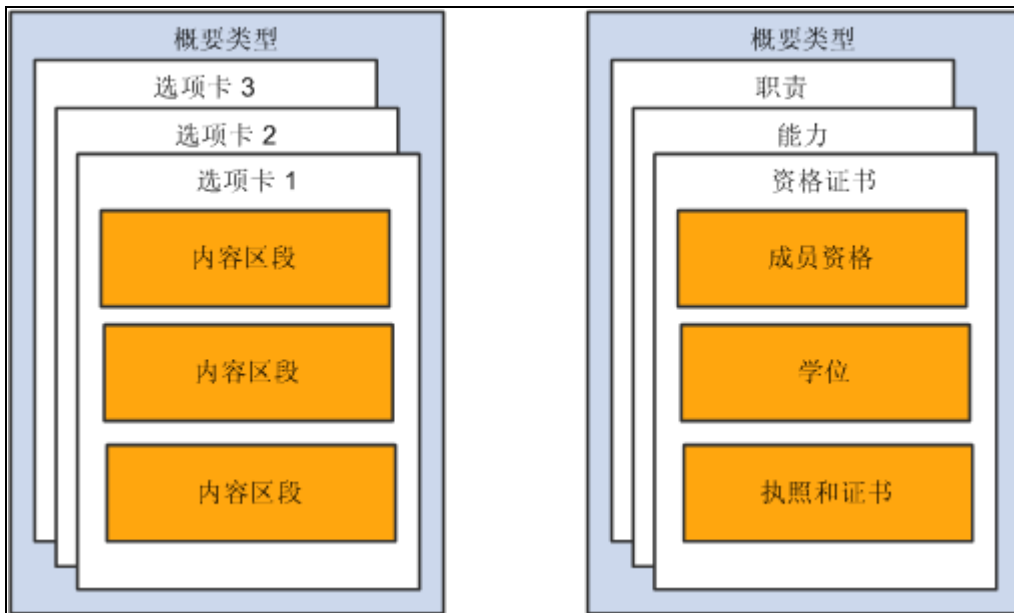 概要类型
选项卡 3
选项卡 2
选项卡 1
内容区段
内容区段
内容区段
概要类型
职责
能力
资格证书
成员资格
学位
执照和证书